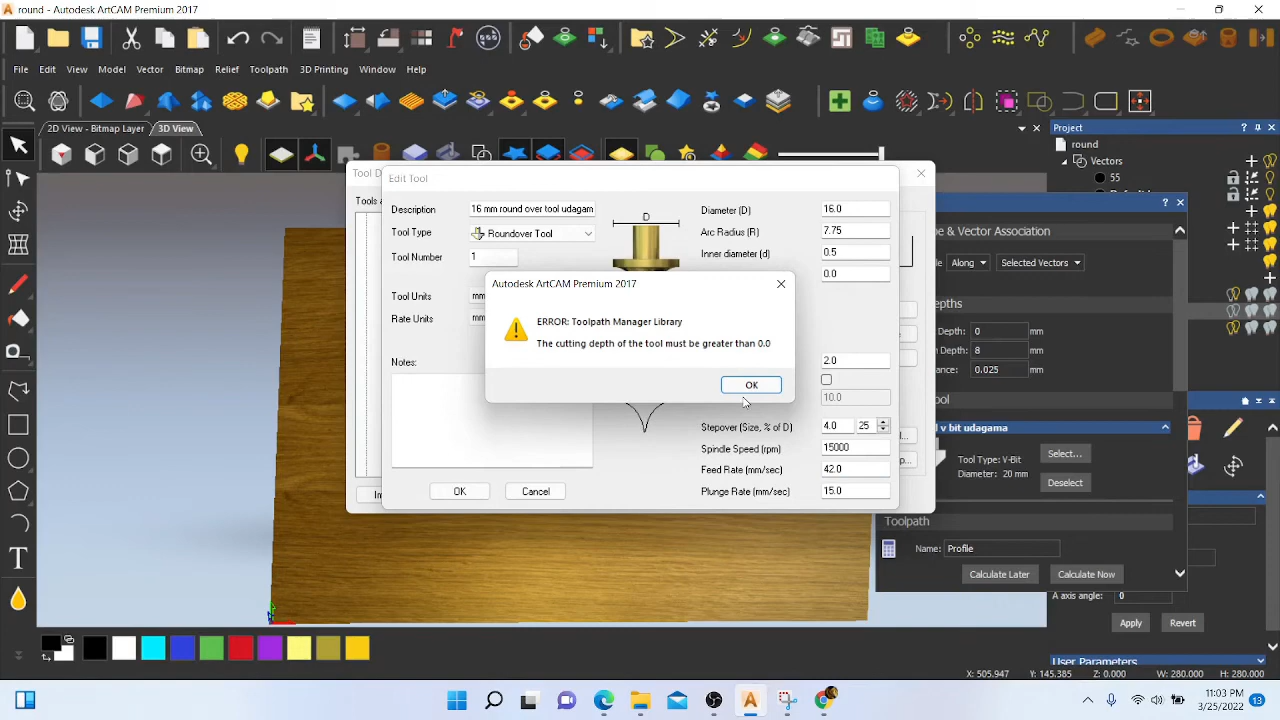 round - Autodesk ArtCAM Premium 2017
File Edit View Model Vector Bitmap Relief Toolpath 3D Printing Window Help
2D View - Bitmap Layer 3D View
Project
round
Vectors
55
Tool D
Edit Tool
Tools &
Description 16 mm round over tool udagam
Tool Type Roundover Tool
Tool Number 1
Tool Units mm
Rate Units mm
Notes:
D
Diameter (D) 16.0
Arc Radius (R) 7.75
Inner diameter (d) 0.5
0.0
2.0
10.0
Stepover (Size, % of D) 4.0 25
Spindle Speed (rpm) 15000
Feed Rate (mm/sec) 42.0
Plunge Rate (mm/sec) 15.0
OK Cancel
Im
Autodesk ArtCAM Premium 2017
ERROR: Toolpath Manager Library
The cutting depth of the tool must be greater than 0.0
OK
e & Vector Association
le Along Selected Vectors
epths
Depth: 0 mm
Depth: 8 mm
ance: 0.025 mm
ool
l v bit udagama
Tool Type: V-Bit
Diameter: 20 mm
Select...
Deselect
Toolpath
Name: Profile
Calculate Later Calculate Now
A axis angle: 0
Apply Revert
User Parameters
X: 505.947 Y: 145.385 Z: 0.000 W: 280.000 H: 280.000
11:03 PM
3/25/2022
13